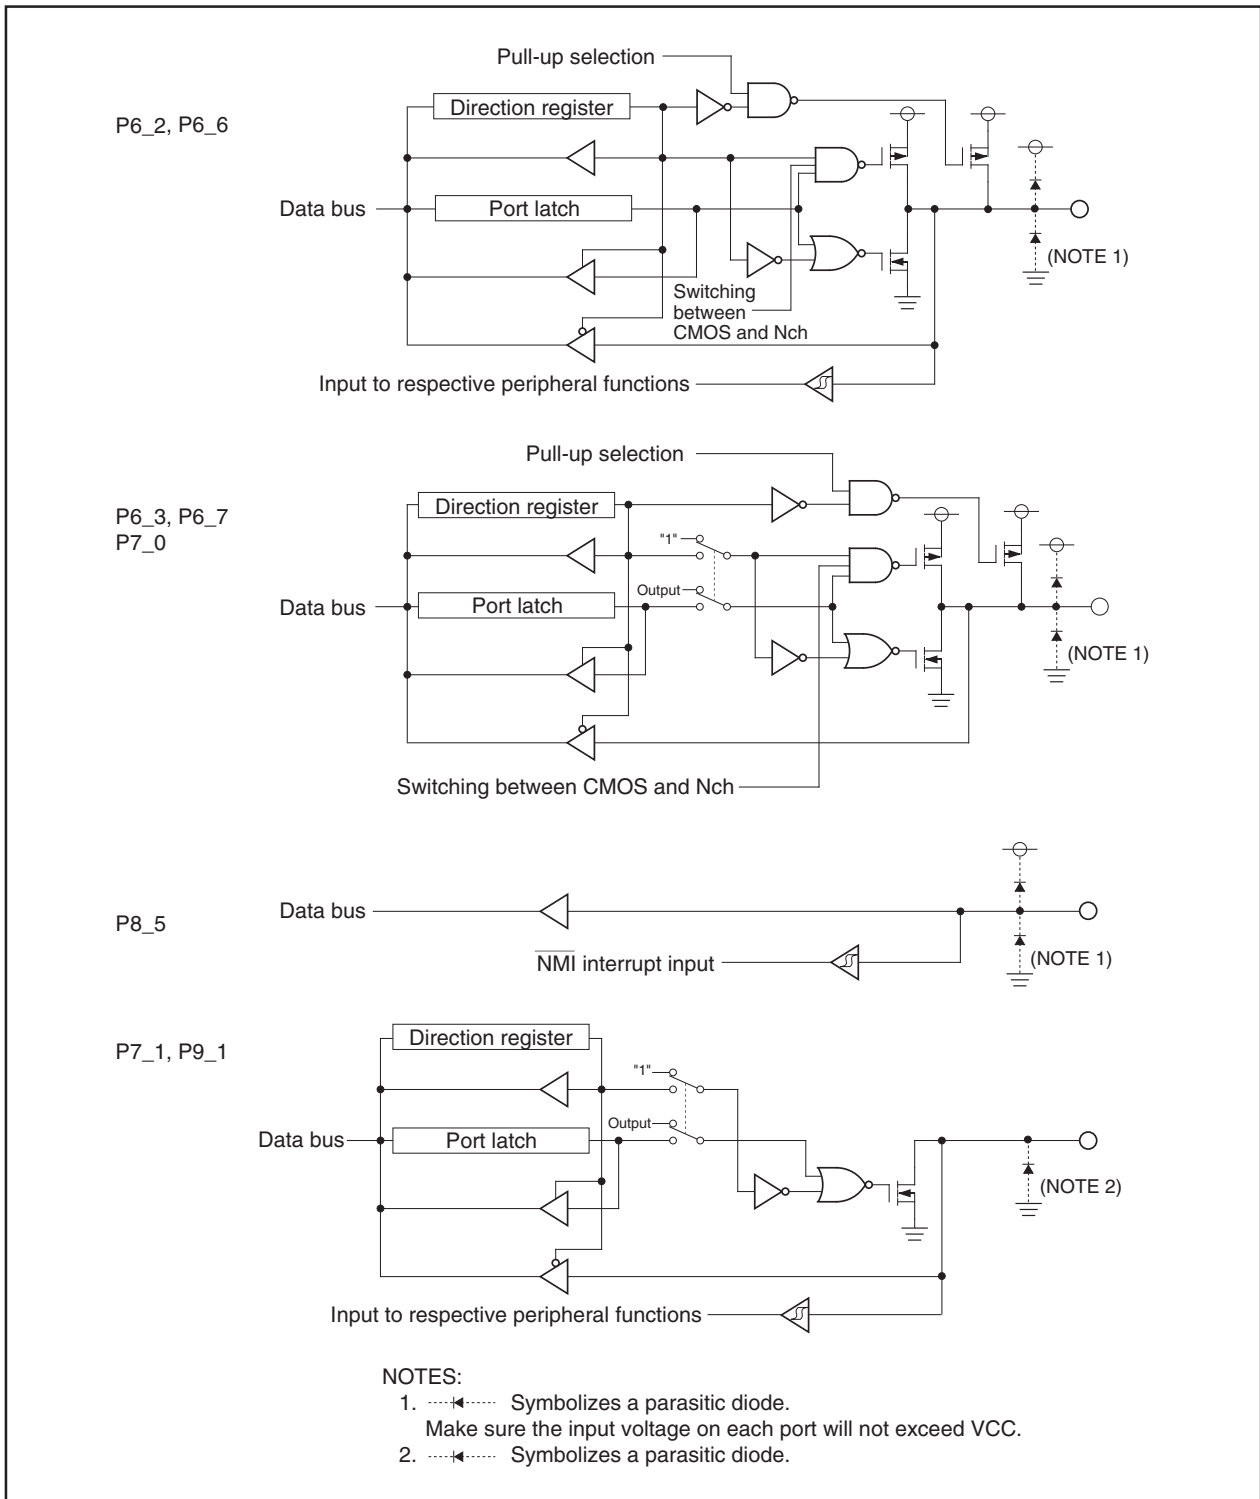 Pull-up selection
P6_2, P6_6
Direction register
Data bus
Port latch
(NOTE 1)
Switching
between
CMOS and Nch
Input to respective peripheral functions
Pull-up selection
P6_3, P6_7
P7_0
Direction register
"1"
Output
Data bus
Port latch
(NOTE 1)
Switching between CMOS and Nch
P8_5
Data bus
NMI interrupt input
(NOTE 1)
P7_1, P9_1
Direction register
"1"
Output
Data bus
Port latch
(NOTE 2)
Input to respective peripheral functions
NOTES:
1. Symbolizes a parasitic diode.
Make sure the input voltage on each port will not exceed VCC.
2. Symbolizes a parasitic diode.